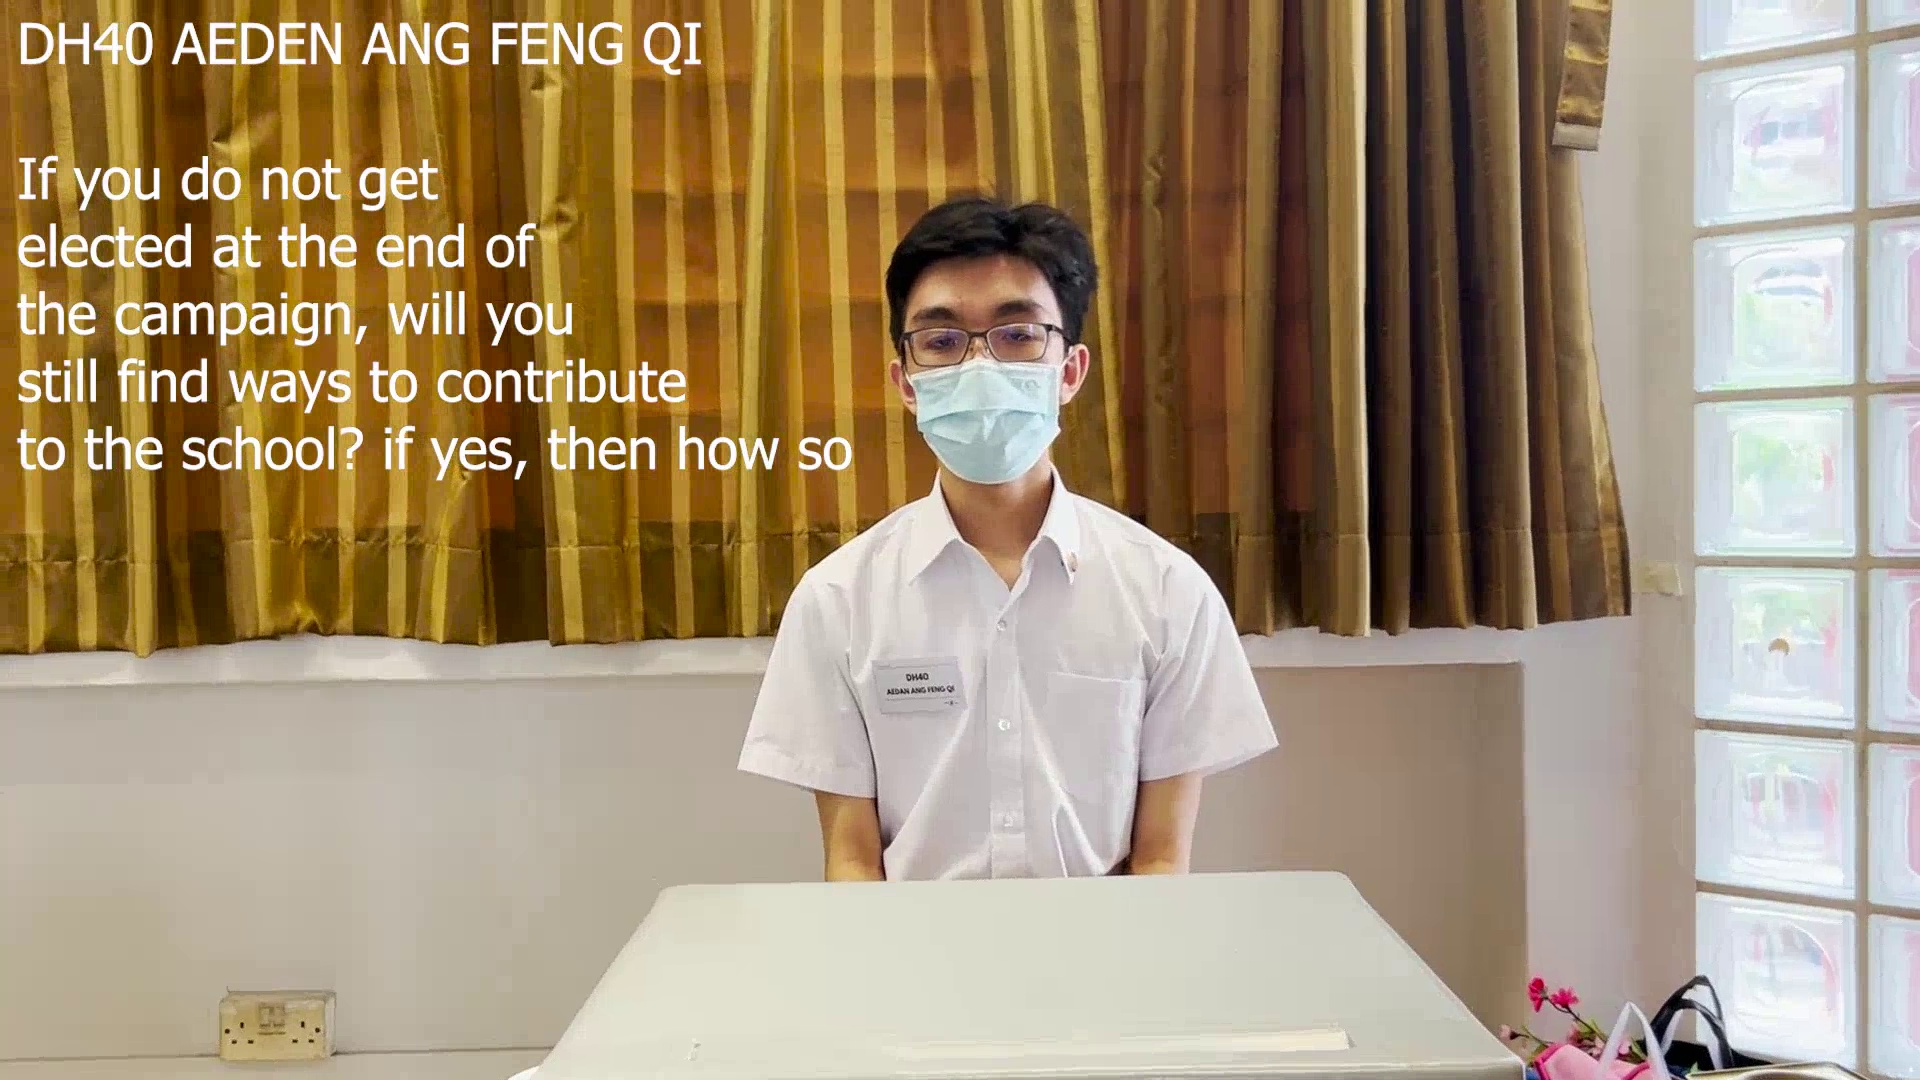 DH40 AEDEN ANG FENG QI
If you do not get
elected at the end of
the campaign, will you
still find ways to contribute
to the school? if yes, then how so
DH40
AEDAN ANG FENG QI